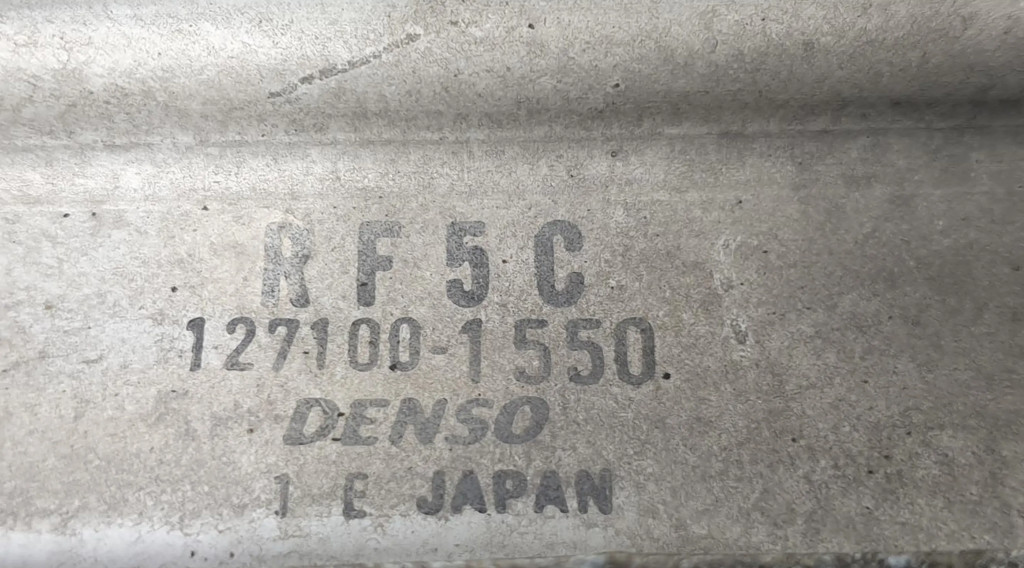 RF5C
127100-1550
DENSO
1 E JAPAN